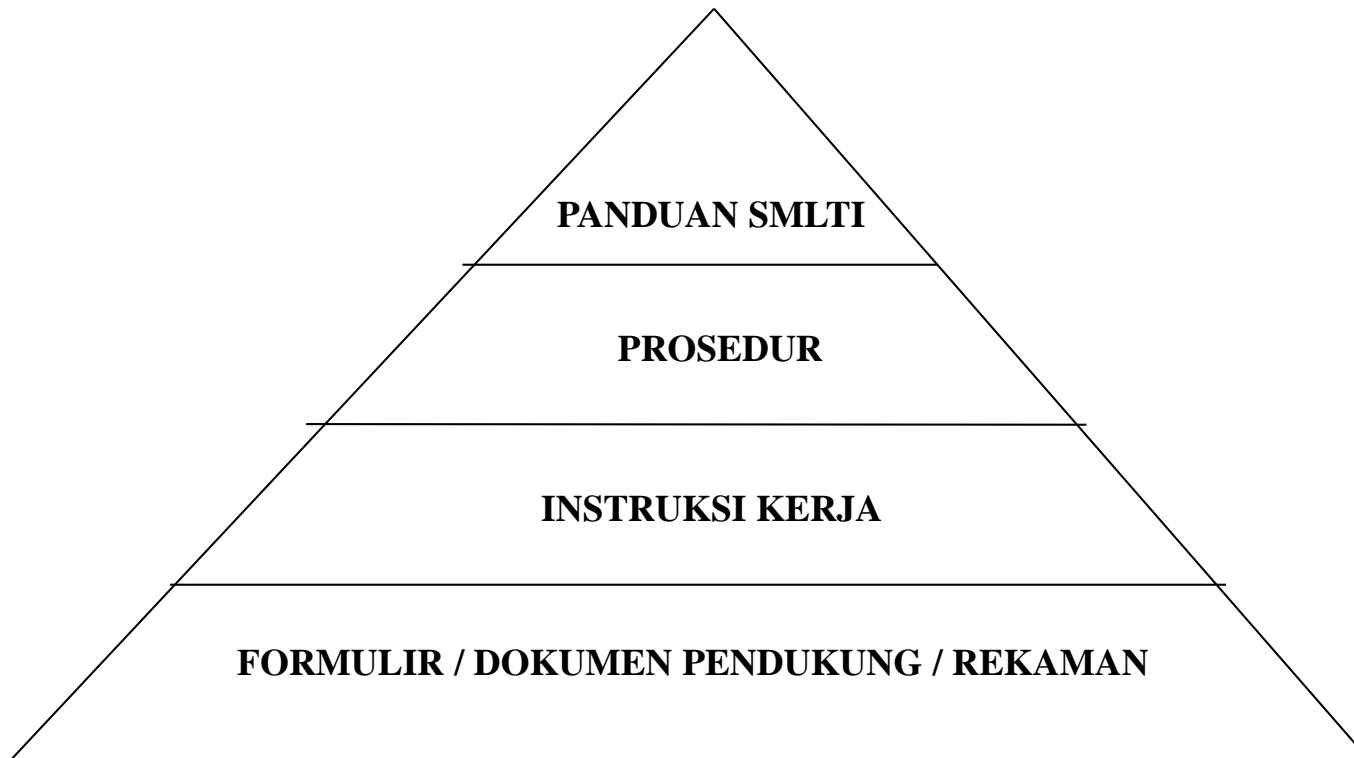 PANDUAN SMLTI
PROSEDUR
INSTRUKSI KERJA
FORMULIR / DOKUMEN PENDUKUNG / REKAMAN